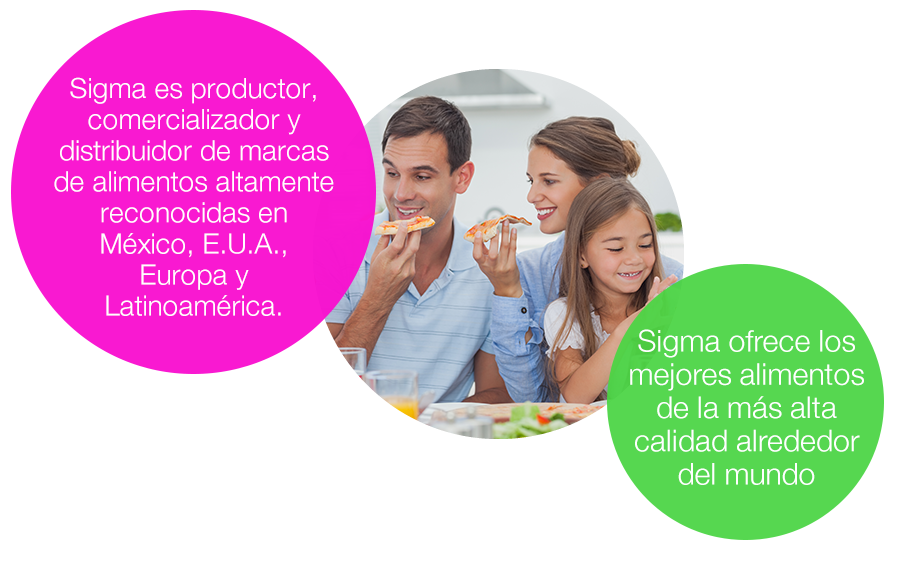 Sigma es productor,
comercializador y
distribuidor de marcas
de alimentos altamente
reconocidas en
México, E.U.A.,
Europa y
Latinoamérica.
Sigma ofrece los
mejores alimentos
de la más alta
calidad alrededor
del mundo